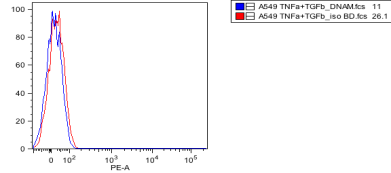 A549 TNFa+TGFb_DNAM.fcs 11
A549 TNFa+TGFb_iso BD.fcs 26.1
100
80
60
40
20
0
0 10² 10³ 10⁴ 10⁵
PE-A